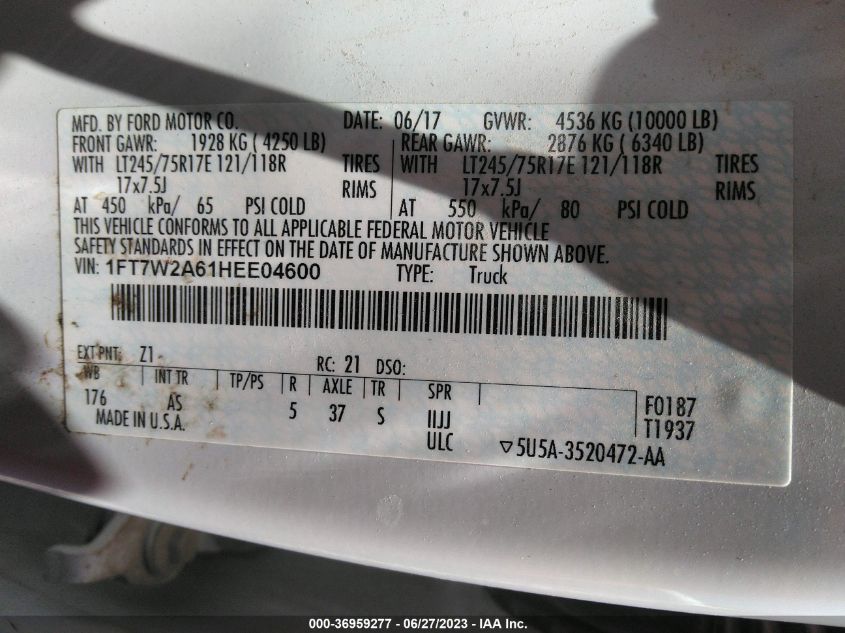 MFD. BY FORD MOTOR CO. DATE: 06/17 GVWR: 4536 KG (10000 LB)
FRONT GAWR: 1928 KG ( 4250 LB) REAR GAWR: 2876 KG ( 6340 LB)
WITH LT245/75R17E 121/118R TIRES WITH LT245/75R17E 121/118R TIRES
17x7.5J RIMS 17x7.5J RIMS
AT 450 kPa/ 65 PSI COLD AT 550 kPa/ 80 PSI COLD
THIS VEHICLE CONFORMS TO ALL APPLICABLE FEDERAL MOTOR VEHICLE
SAFETY STANDARDS IN EFFECT ON THE DATE OF MANUFACTURE SHOWN ABOVE.
VIN: 1FT7W2A61HEE04600 TYPE: Truck
EXT PNT: Z1 RC: 21 DSO:
WB INT TR TP/PS R AXLE TR SPR
176 AS 5 37 S IIJJ F0187
MADE IN U.S.A. ULC T1937
▽5U5A-3520472-AA
000-36959277 - 06/27/2023 - IAA Inc.